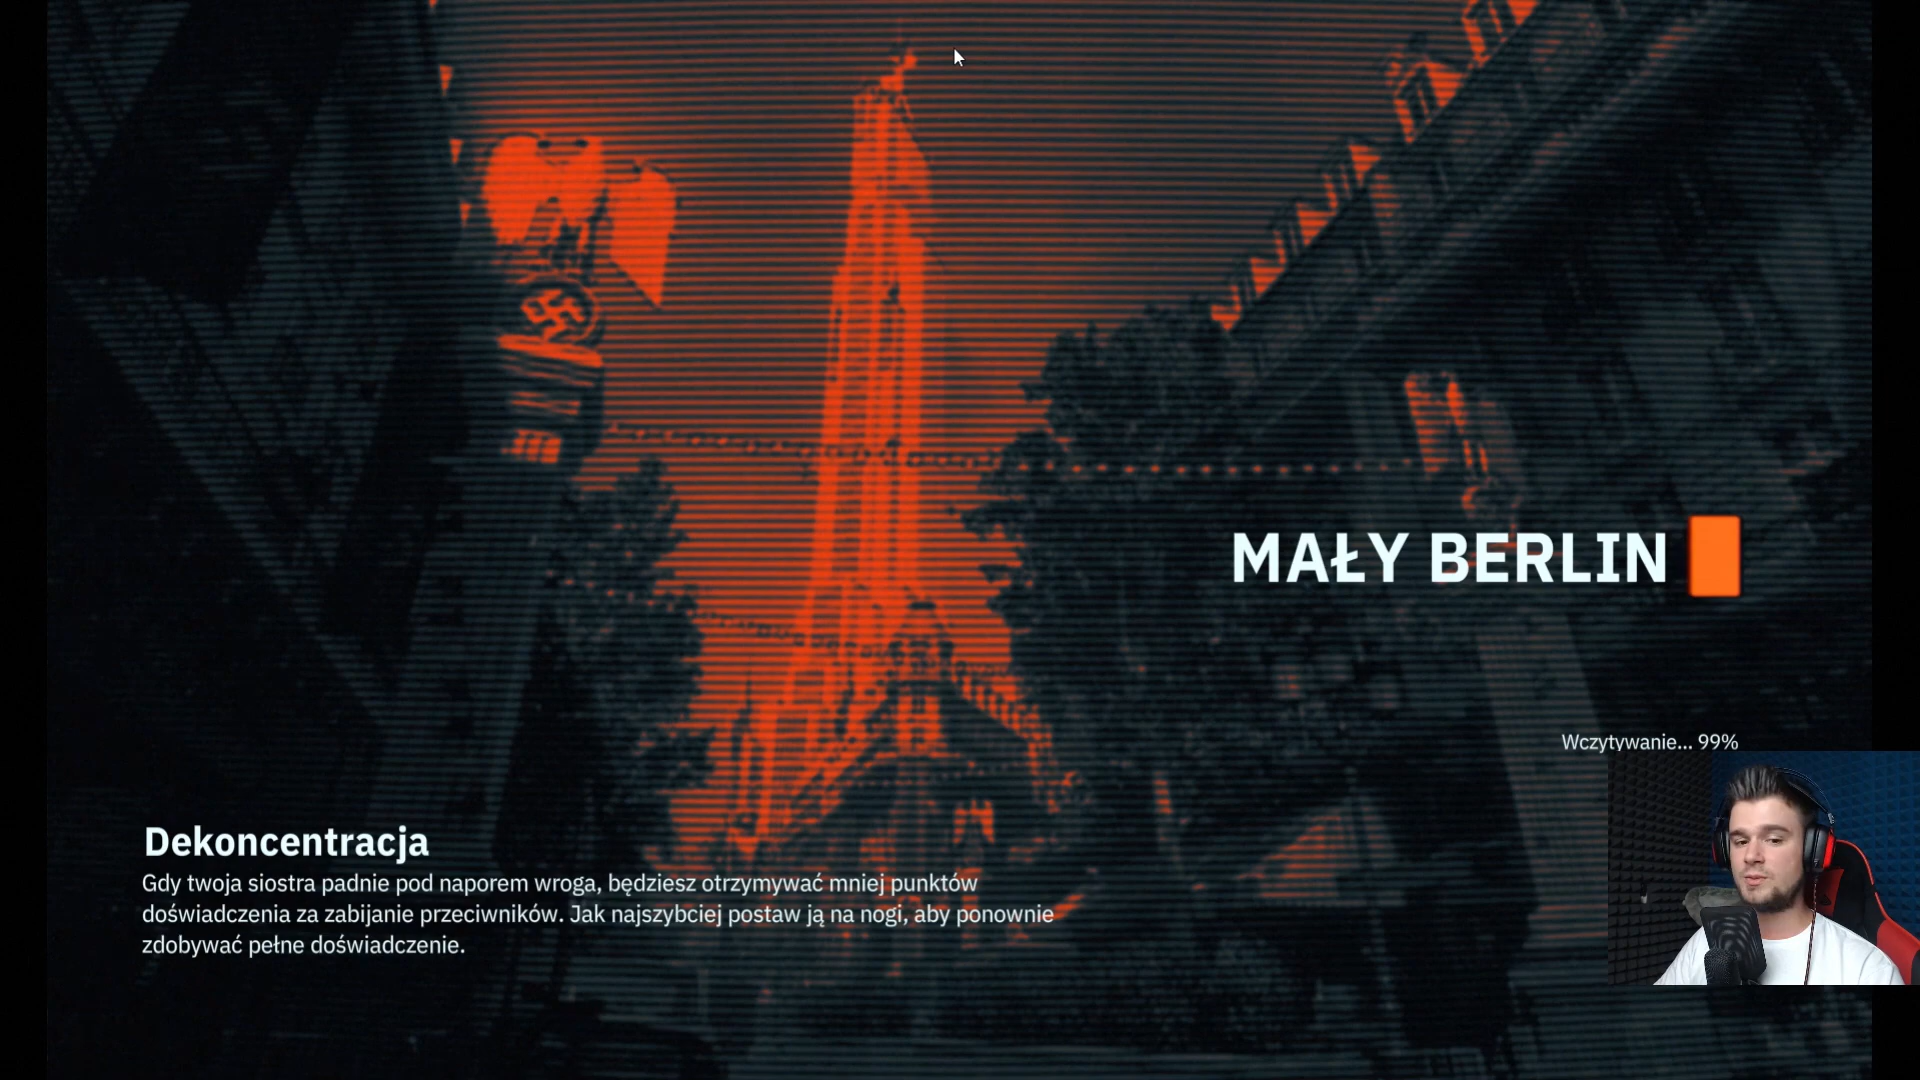 MAŁY BERLIN
Wczytywanie... 99%
Dekoncentracja
Gdy twoja siostra padnie pod naporem wroga, będziesz otrzymywać mniej punktów
doświadczenia za zabijanie przeciwników. Jak najszybciej postaw ją na nogi, aby ponownie
zdobywać pełne doświadczenie.